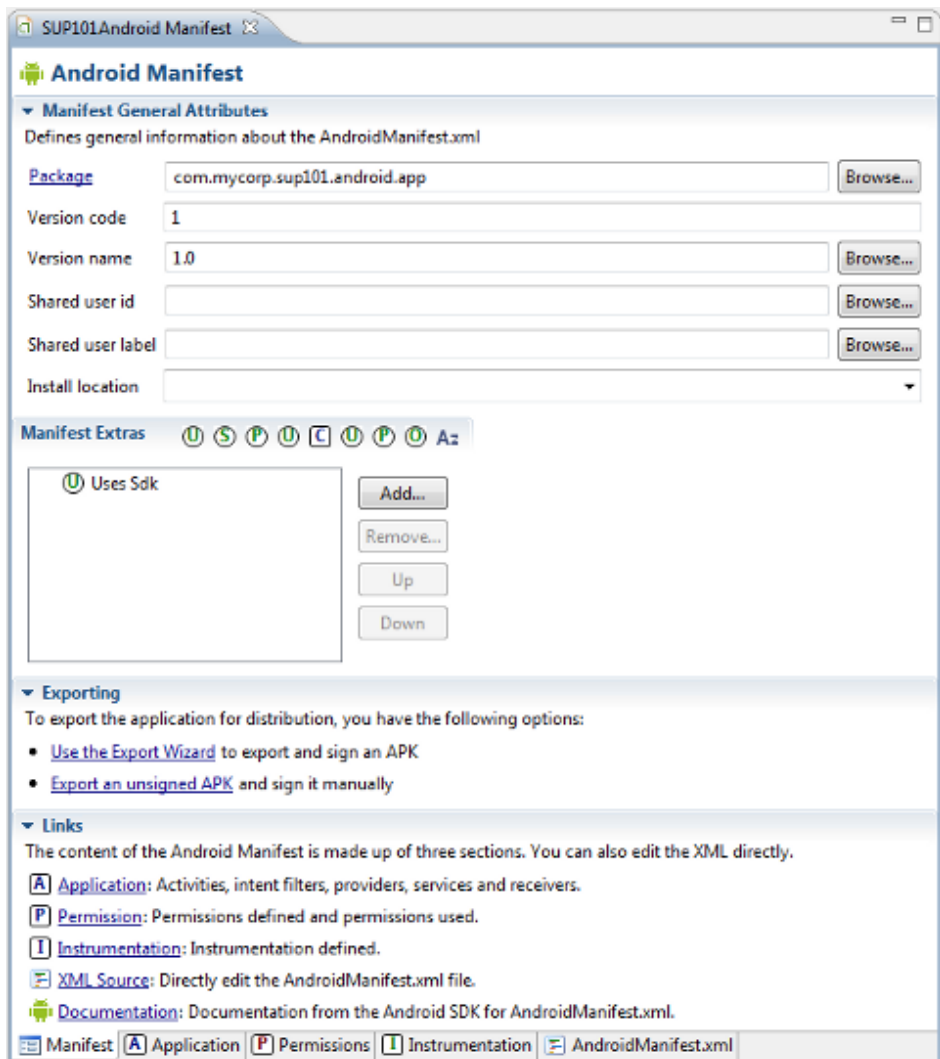 SUP101Android Manifest
Android Manifest
Manifest General Attributes
Defines general information about the AndroidManifest.xml
Package com.mycorp.sup101.android.app Browse...
Version code 1
Version name 1.0 Browse...
Shared user id Browse...
Shared user label Browse...
Install location
Manifest Extras U S P U C U P O Az
U Uses Sdk
Add...
Remove...
Up
Down
Exporting
To export the application for distribution, you have the following options:
• Use the Export Wizard to export and sign an APK
• Export an unsigned APK and sign it manually
Links
The content of the Android Manifest is made up of three sections. You can also edit the XML directly.
A Application: Activities, intent filters, providers, services and receivers.
P Permission: Permissions defined and permissions used.
I Instrumentation: Instrumentation defined.
XML Source: Directly edit the AndroidManifest.xml file.
Documentation: Documentation from the Android SDK for AndroidManifest.xml.
Manifest A Application P Permissions I Instrumentation AndroidManifest.xml